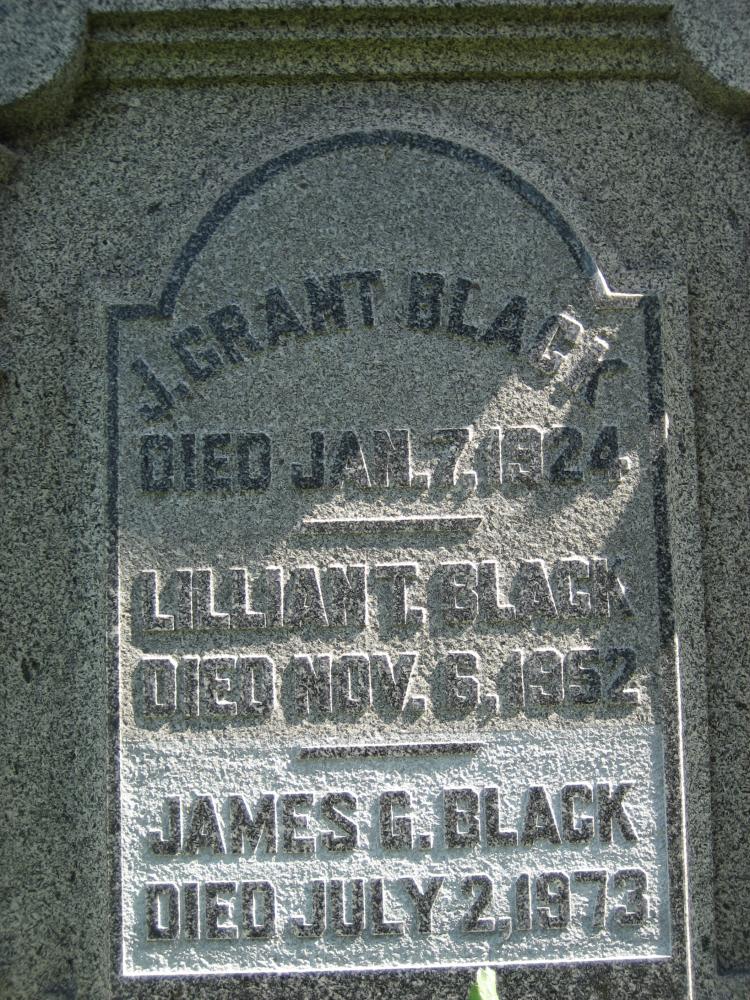 J. GRANT BLACK
DIED JAN. 7, 1924.
LILLIAN T. BLACK
DIED NOV. 6, 1952
JAMES G. BLACK
DIED JULY 2, 1973